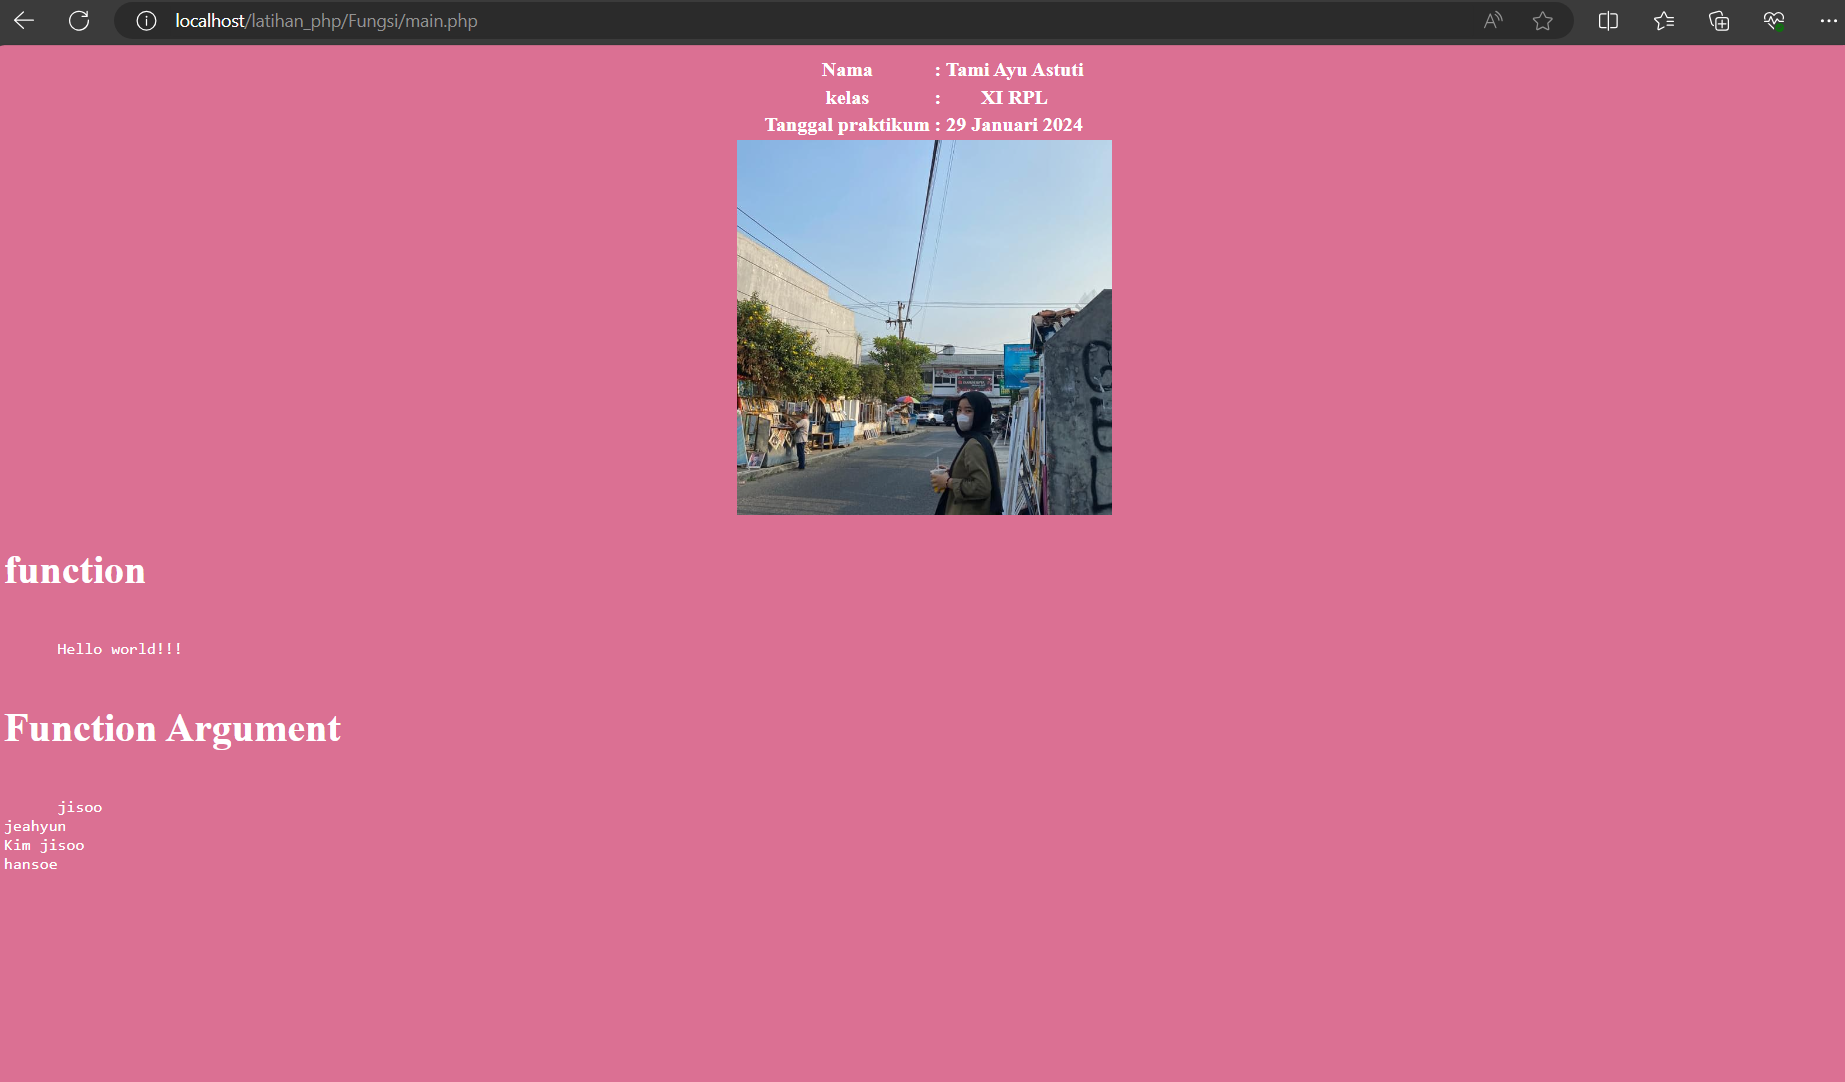 localhost/latihan_php/Fungsi/main.php
Nama : Tami Ayu Astuti
kelas : XI RPL
Tanggal praktikum : 29 Januari 2024
function
Hello world!!!
Function Argument
jisoo
jeahyun
Kim jisoo
hansoe